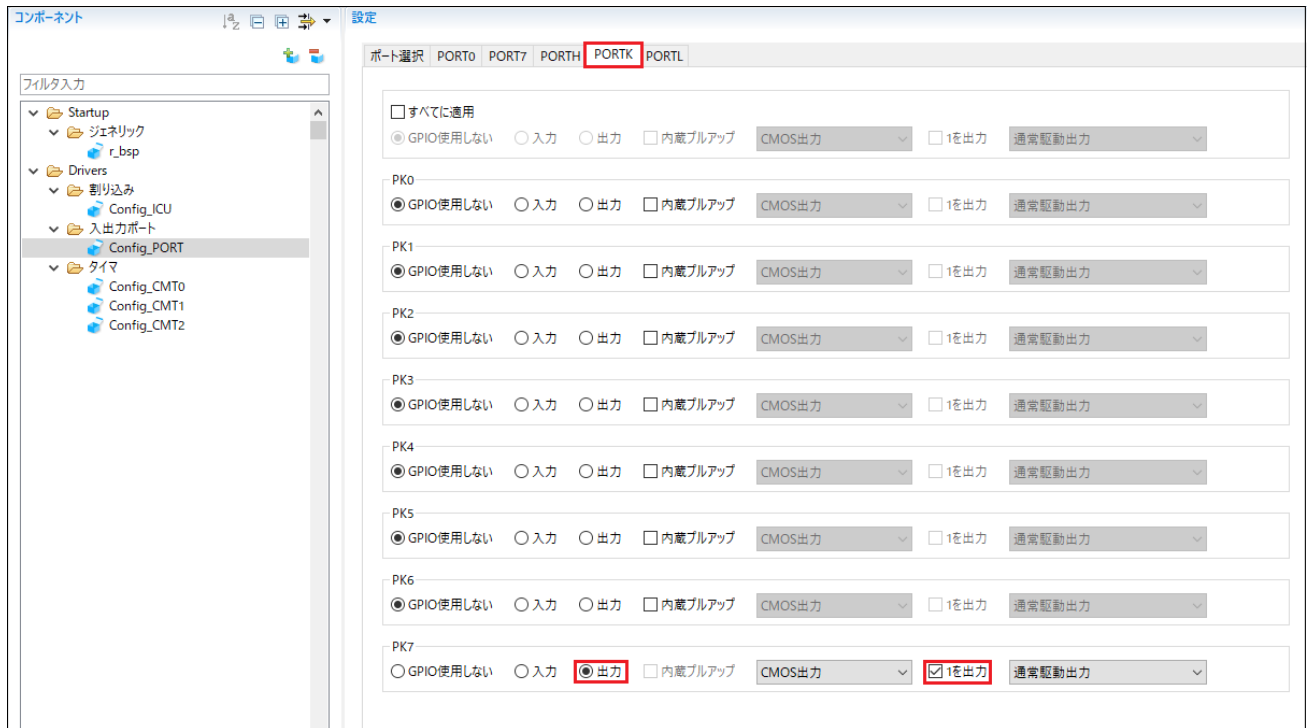 コンポーネント
フィルタ入力
Startup
ジェネリック
r_bsp
Drivers
割り込み
Config_ICU
入出力ポート
Config_PORT
タイマ
Config_CMT0
Config_CMT1
Config_CMT2
設定
ポート選択 PORT0 PORT7 PORTH PORTK PORTL
すべてに適用
GPIO使用しない 入力 出力 内蔵プルアップ CMOS出力 1を出力 通常駆動出力
PK0
GPIO使用しない 入力 出力 内蔵プルアップ CMOS出力 1を出力 通常駆動出力
PK1
GPIO使用しない 入力 出力 内蔵プルアップ CMOS出力 1を出力 通常駆動出力
PK2
GPIO使用しない 入力 出力 内蔵プルアップ CMOS出力 1を出力 通常駆動出力
PK3
GPIO使用しない 入力 出力 内蔵プルアップ CMOS出力 1を出力 通常駆動出力
PK4
GPIO使用しない 入力 出力 内蔵プルアップ CMOS出力 1を出力 通常駆動出力
PK5
GPIO使用しない 入力 出力 内蔵プルアップ CMOS出力 1を出力 通常駆動出力
PK6
GPIO使用しない 入力 出力 内蔵プルアップ CMOS出力 1を出力 通常駆動出力
PK7
GPIO使用しない 入力 出力 内蔵プルアップ CMOS出力 1を出力 通常駆動出力